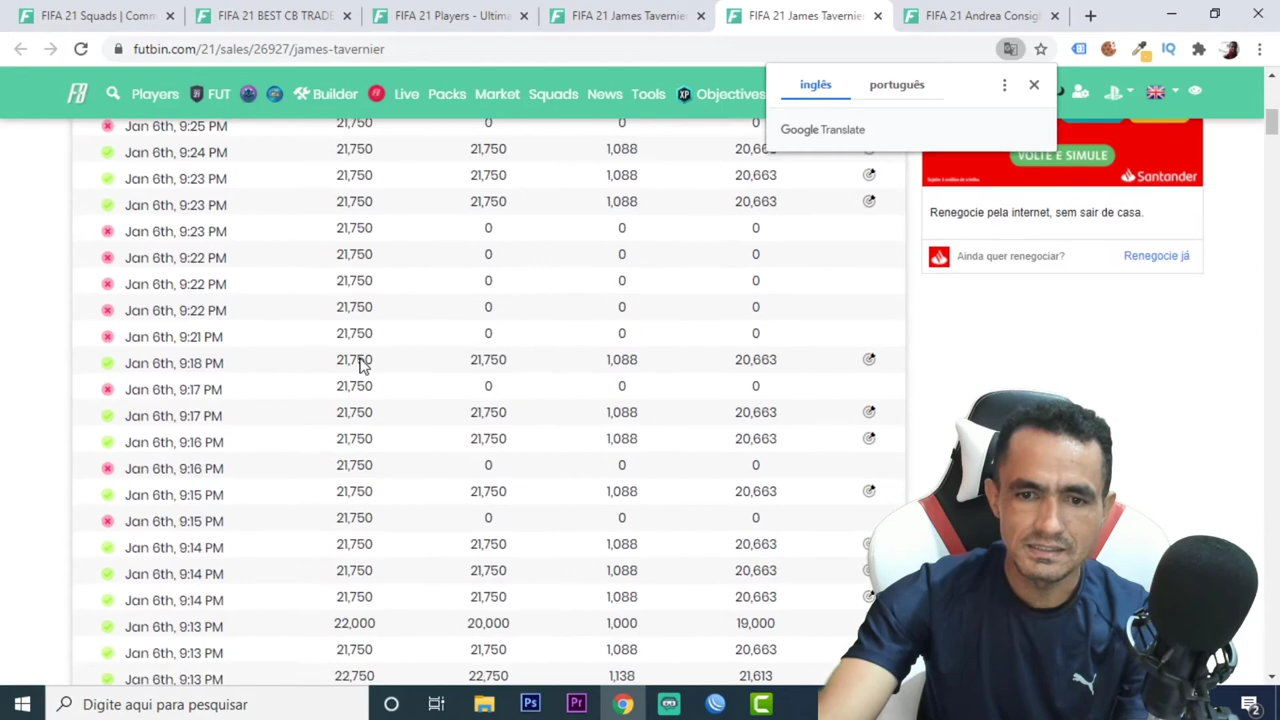 FIFA 21 Squads | Comm
FIFA 21 BEST CB TRADE
FIFA 21 Players - Ultima
FIFA 21 James Tavernier
FIFA 21 James Tavernier
FIFA 21 Andrea Consigl
futbin.com/21/sales/26927/james-tavernier
IQ
inglês português
Google Translate
Players 17 FUT Builder Live Packs Market Squads News Tools XP Objectives
Jan 6th, 9:25 PM 21,750 0 0 0
Jan 6th, 9:24 PM 21,750 21,750 1,088 20,663
Jan 6th, 9:23 PM 21,750 21,750 1,088 20,663
Jan 6th, 9:23 PM 21,750 21,750 1,088 20,663
Jan 6th, 9:23 PM 21,750 0 0 0
Jan 6th, 9:22 PM 21,750 0 0 0
Jan 6th, 9:22 PM 21,750 0 0 0
Jan 6th, 9:22 PM 21,750 0 0 0
Jan 6th, 9:21 PM 21,750 0 0 0
Jan 6th, 9:18 PM 21,750 21,750 1,088 20,663
Jan 6th, 9:17 PM 21,750 0 0 0
Jan 6th, 9:17 PM 21,750 21,750 1,088 20,663
Jan 6th, 9:16 PM 21,750 21,750 1,088 20,663
Jan 6th, 9:16 PM 21,750 0 0 0
Jan 6th, 9:15 PM 21,750 21,750 1,088 20,663
Jan 6th, 9:15 PM 21,750 0 0 0
Jan 6th, 9:14 PM 21,750 21,750 1,088 20,663
Jan 6th, 9:14 PM 21,750 21,750 1,088 20,663
Jan 6th, 9:14 PM 21,750 21,750 1,088 20,663
Jan 6th, 9:13 PM 22,000 20,000 1,000 19,000
Jan 6th, 9:13 PM 21,750 21,750 1,088 20,663
Jan 6th, 9:13 PM 22,750 22,750 1,138 21,613
VOLTE E SIMULE
Santander
Renegocie pela internet, sem sair de casa.
Ainda quer renegociar? Renegocie já
Digite aqui para pesquisar
Ps
Pr
2